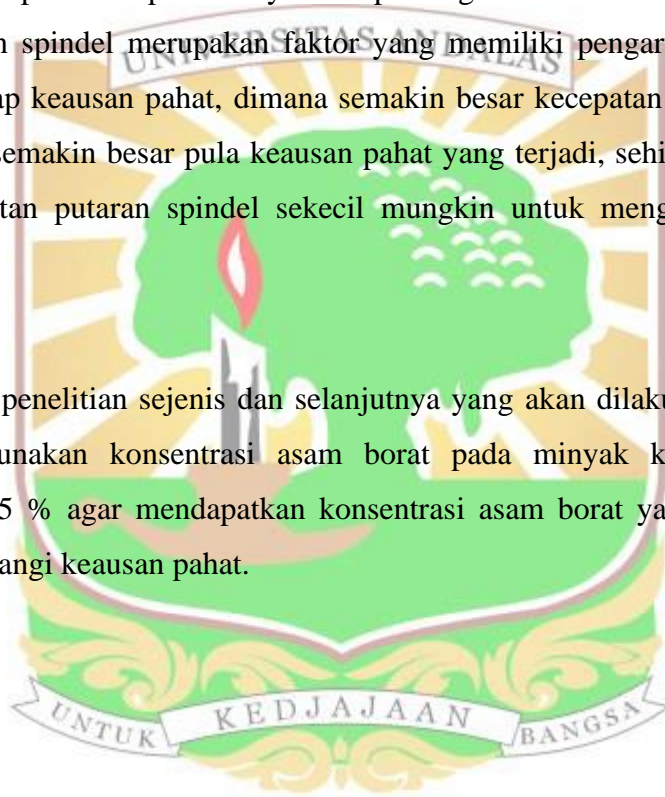 n spindel merupakan faktor yang memiliki pengar
UNIVERSITAS ANDALAS
ap keausan pahat, dimana semakin besar kecepatan
semakin besar pula keausan pahat yang terjadi, sehi
tan putaran spindel sekecil mungkin untuk meng
penelitian sejenis dan selanjutnya yang akan dilaku
unakan konsentrasi asam borat pada minyak k
5 % agar mendapatkan konsentrasi asam borat ya
angi keausan pahat.
UNTUK KEDJAJAAN BANGSA